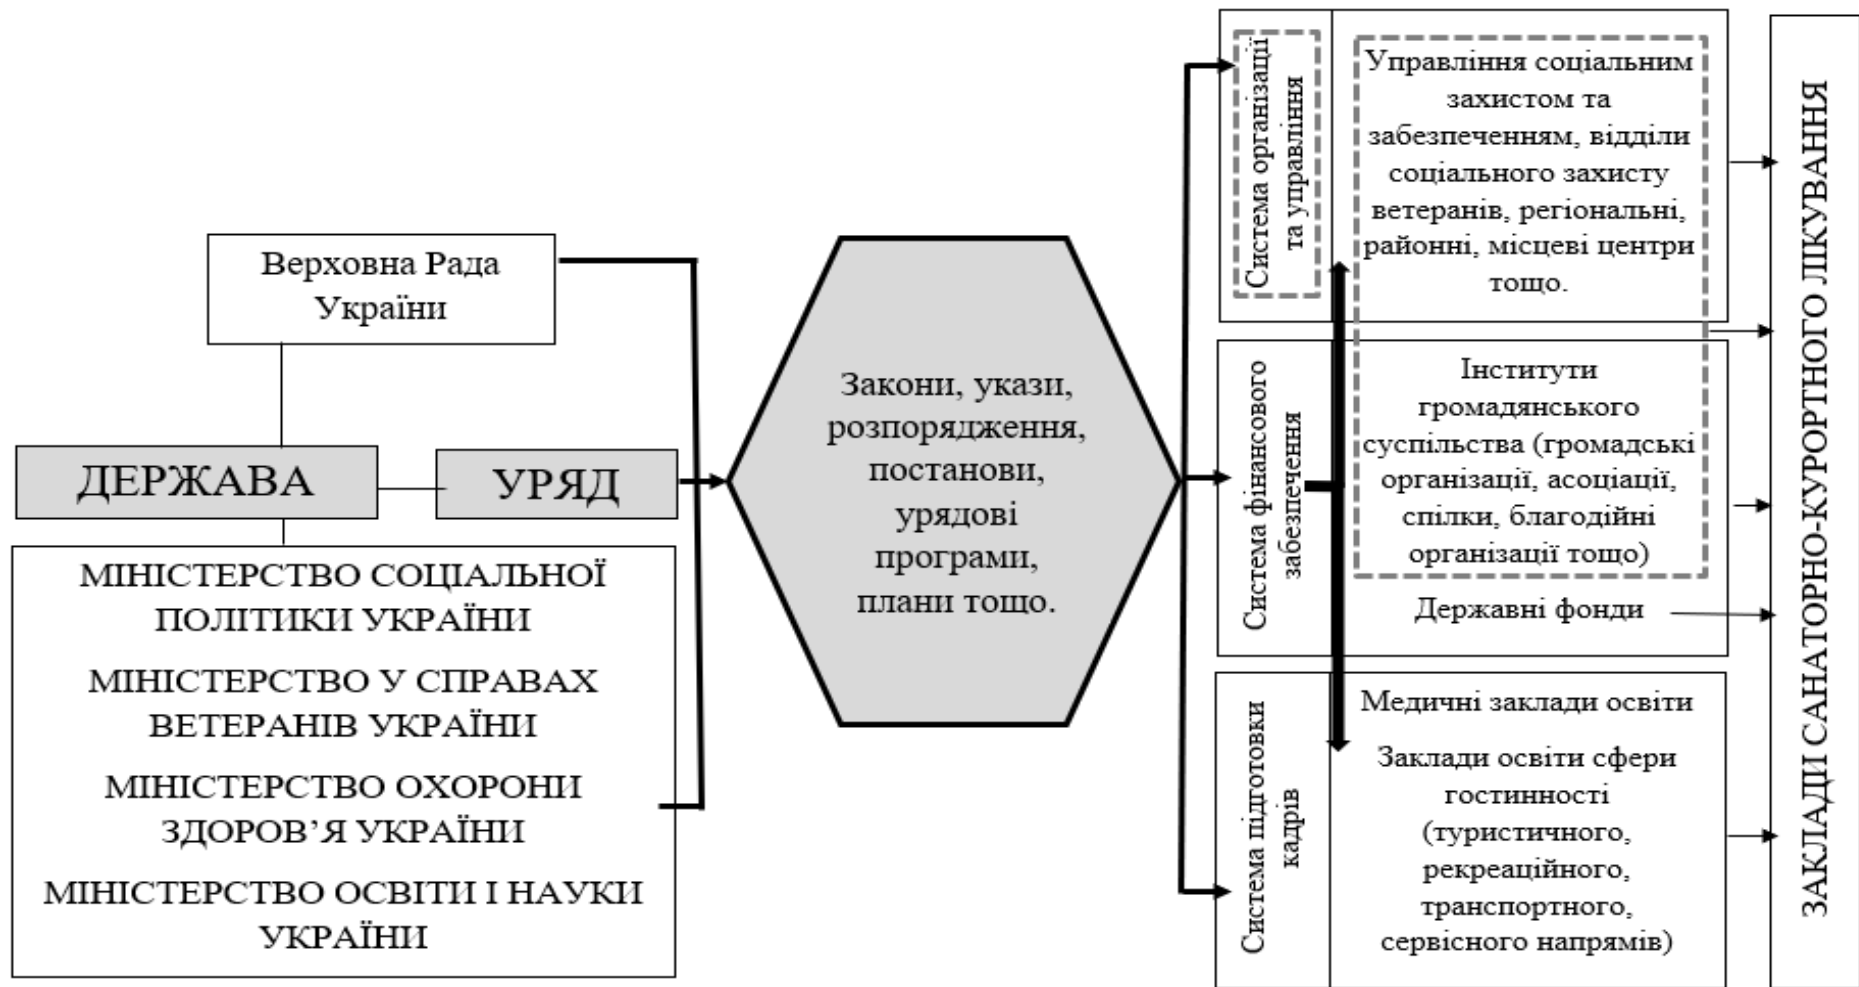 Верховна Рада
України
ДЕРЖАВА
УРЯД
МІНІСТЕРСТВО СОЦІАЛЬНОЇ
ПОЛІТИКИ УКРАЇНИ
МІНІСТЕРСТВО У СПРАВАХ
ВЕТЕРАНІВ УКРАЇНИ
МІНІСТЕРСТВО ОХОРОНИ
ЗДОРОВ’Я УКРАЇНИ
МІНІСТЕРСТВО ОСВІТИ І НАУКИ
УКРАЇНИ
Закони, укази,
розпорядження,
постанови,
урядові
програми,
плани тощо.
Система організації
та управління
Управління соціальним
захистом та
забезпеченням, відділи
соціального захисту
ветеранів, регіональні,
районні, місцеві центри
тощо.
Система фінансового
забезпечення
Інститути
громадянського
суспільства (громадські
організації, асоціації,
спілки, благодійні
організації тощо)
Державні фонди
Система підготовки
кадрів
Медичні заклади освіти
Заклади освіти сфери
гостинності
(туристичного,
рекреаційного,
транспортного,
сервісного напрямів)
ЗАКЛАДИ САНАТОРНО-КУРОРТНОГО ЛІКУВАННЯ